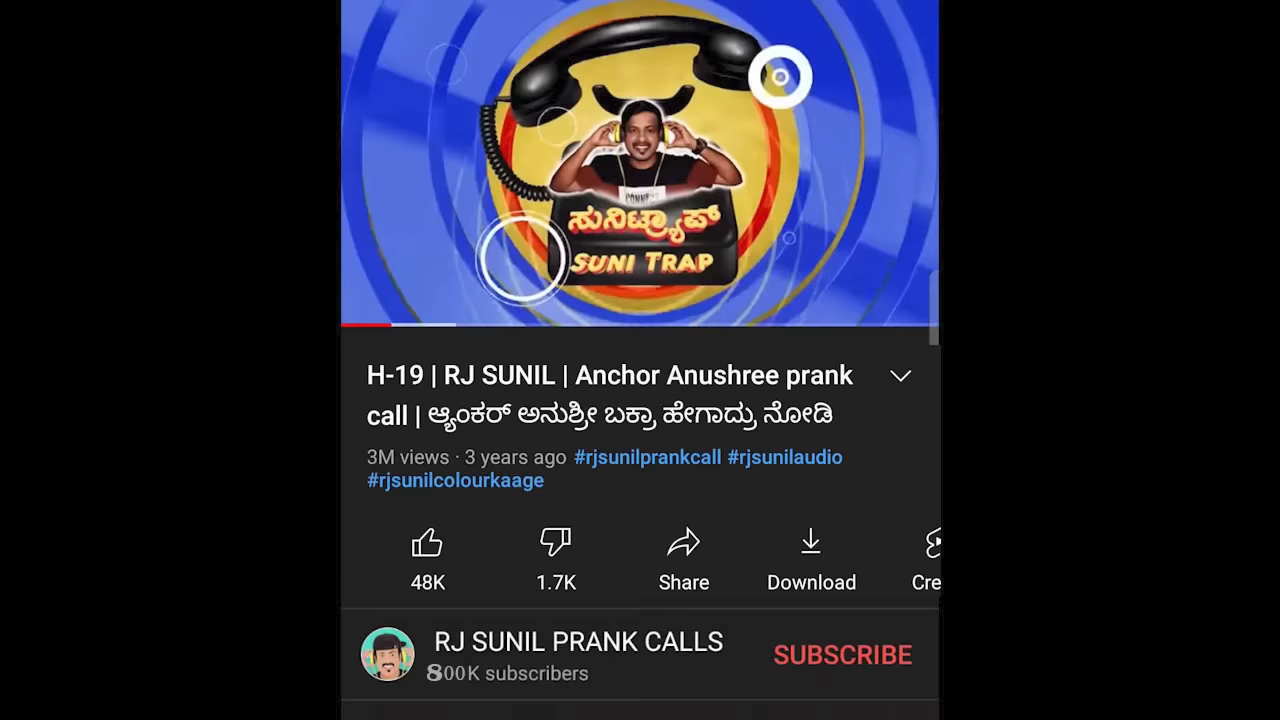 CONNE
ಸುನಿಟ್ರ್ಯಾಪ್
SUNI TRAP
H-19 | RJ SUNIL | Anchor Anushree prank
call | ಆ್ಯಂಕರ್ ಅನುಶ್ರೀ ಬಕ್ರಾ ಹೇಗಾದ್ರು ನೋಡಿ
3M views · 3 years ago #rjsunilprankcall #rjsunilaudio
#rjsunilcolourkaage
48K 1.7K Share Download Cre
RJ SUNIL PRANK CALLS
800K subscribers
SUBSCRIBE